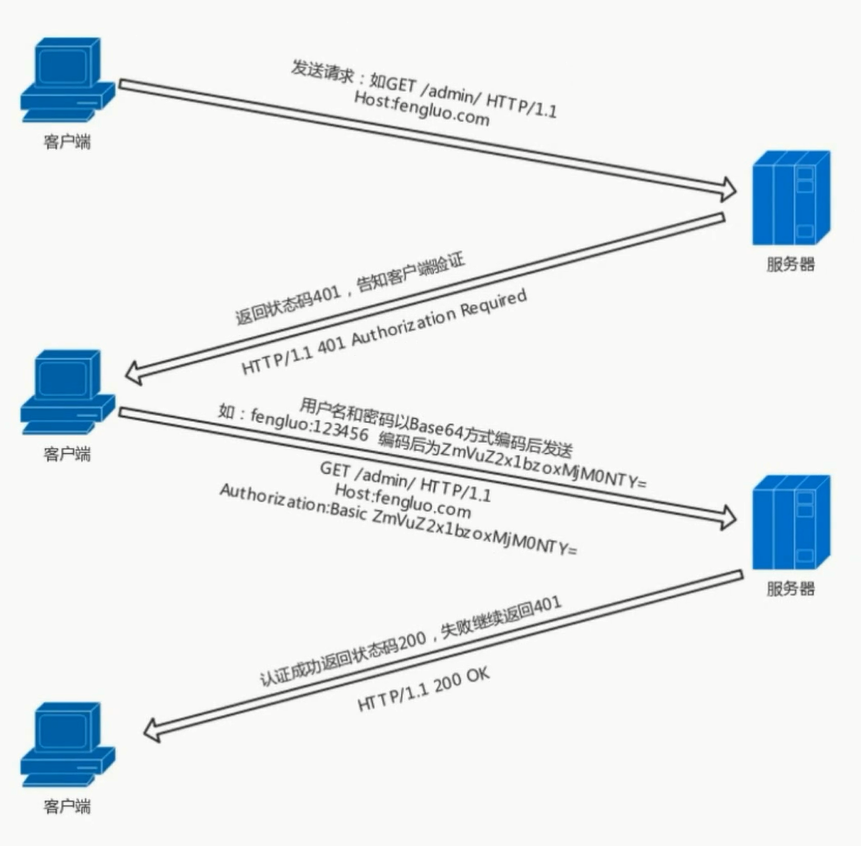 发送请求：如GET /admin/ HTTP/1.1
Host:fengluo.com
客户端
服务器
返回状态码401，告知客户端验证
HTTP/1.1 401 Authorization Required
客户端
用户名和密码以Base64方式编码后发送
如：fengluo:123456 编码后为ZmVuZ2x1bzoxMjM0NTY=
GET /admin/ HTTP/1.1
Host:fengluo.com
Authorization:Basic ZmVuZ2x1bzoxMjM0NTY=
服务器
认证成功返回状态码200，失败继续返回401
HTTP/1.1 200 OK
客户端